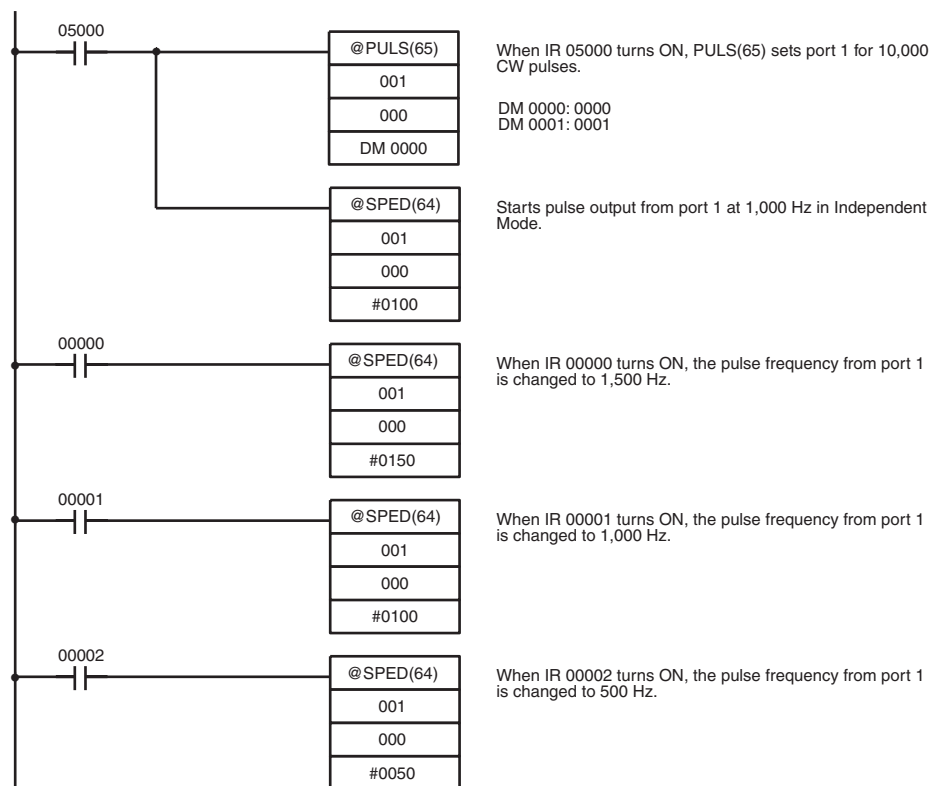 05000
@PULS(65)
001
000
DM 0000
When IR 05000 turns ON, PULS(65) sets port 1 for 10,000
CW pulses.
DM 0000: 0000
DM 0001: 0001
@SPED(64)
001
000
#0100
Starts pulse output from port 1 at 1,000 Hz in Independent
Mode.
00000
@SPED(64)
001
000
#0150
When IR 00000 turns ON, the pulse frequency from port 1
is changed to 1,500 Hz.
00001
@SPED(64)
001
000
#0100
When IR 00001 turns ON, the pulse frequency from port 1
is changed to 1,000 Hz.
00002
@SPED(64)
001
000
#0050
When IR 00002 turns ON, the pulse frequency from port 1
is changed to 500 Hz.